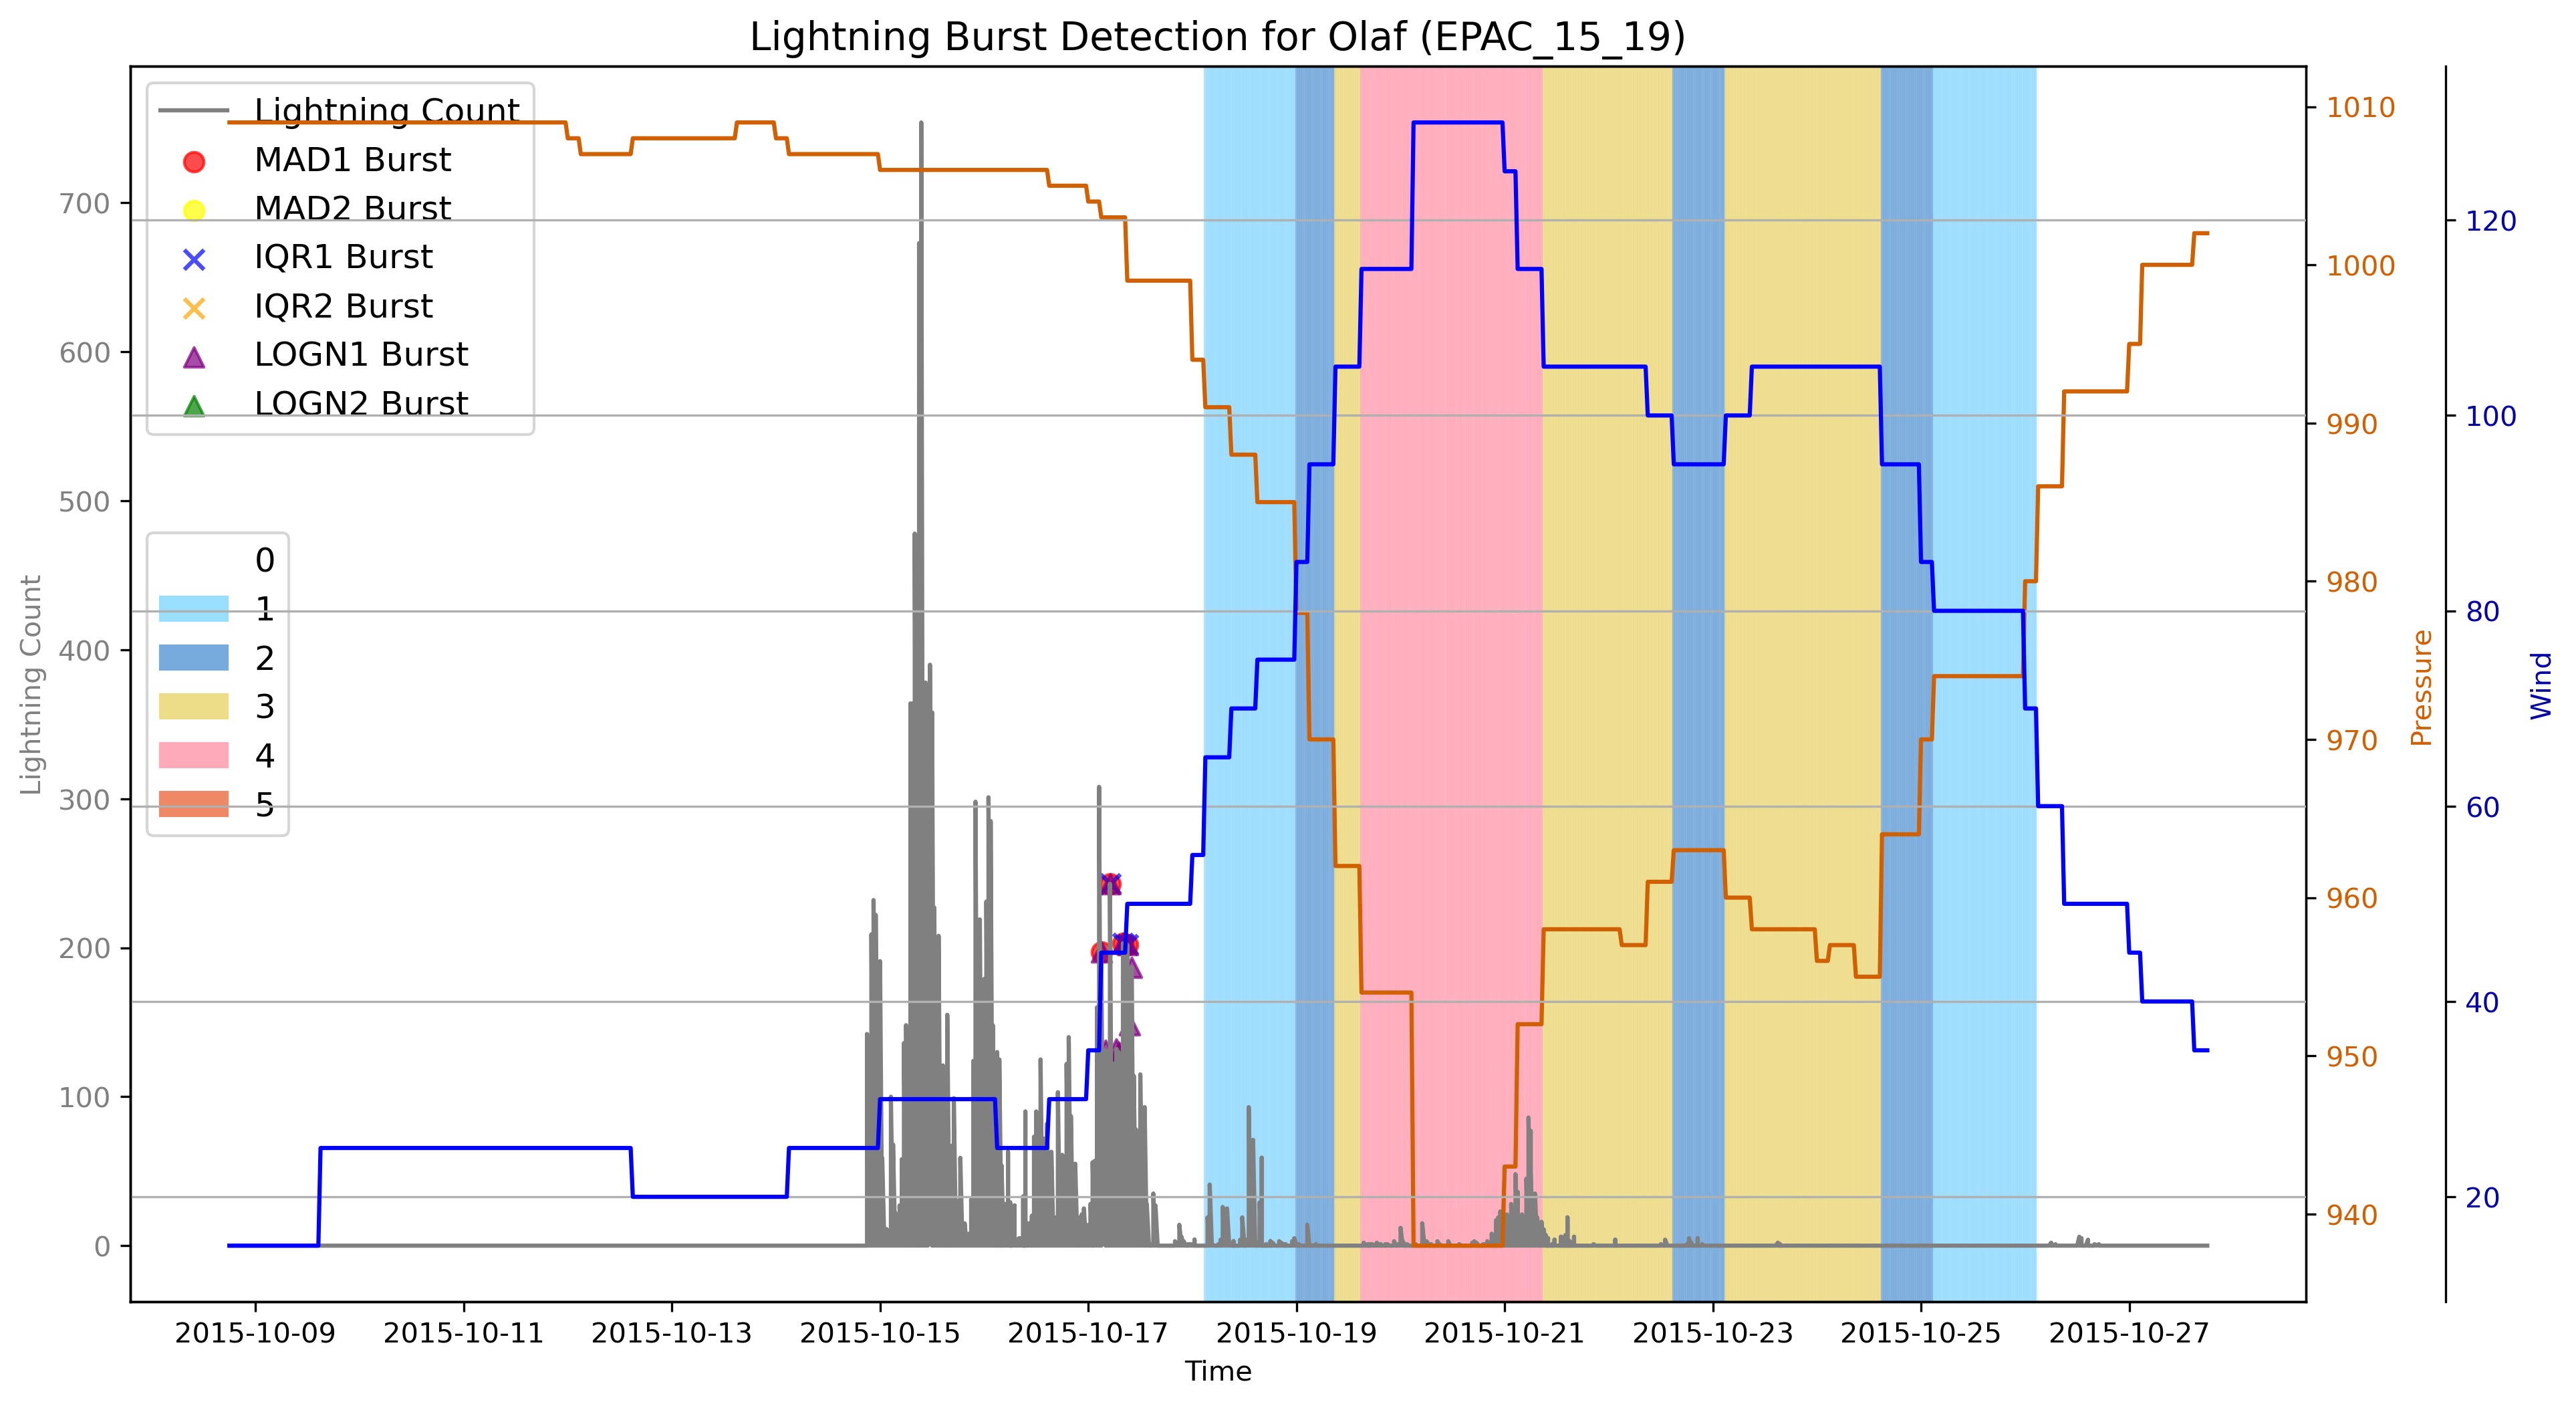 Lightning Burst Detection for Olaf (EPAC_15_19)
Lightning Count
MAD1 Burst
MAD2 Burst
IQR1 Burst
IQR2 Burst
LOGN1 Burst
LOGN2 Burst
0
1
2
3
4
5
Lightning Count
700
600
500
400
300
200
100
0
1010
1000
990
980
970
960
950
940
Pressure
120
100
80
60
40
20
Wind
2015-10-09 2015-10-11 2015-10-13 2015-10-15 2015-10-17 2015-10-19 2015-10-21 2015-10-23 2015-10-25 2015-10-27
Time